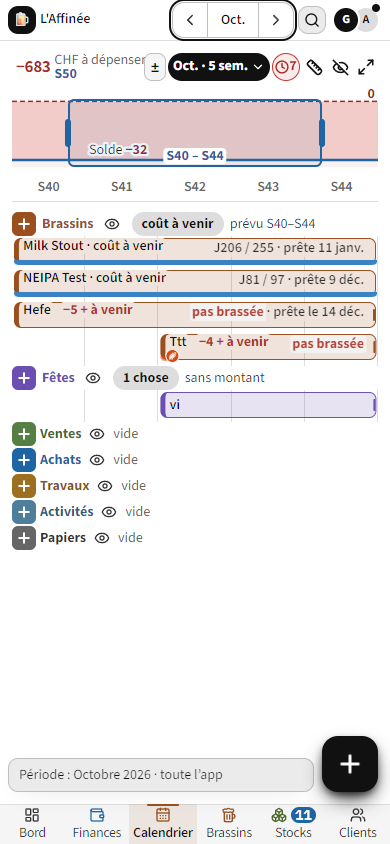 L'Affinée
Oct.
G
A
−683 CHF à dépenser
S50
±
Oct. · 5 sem.
7
0
Solde −32
S40 – S44
S40 S41 S42 S43 S44
Brassins coût à venir prévu S40–S44
Milk Stout · coût à venir J206 / 255 · prête 11 janv.
NEIPA Test · coût à venir J81 / 97 · prête 9 déc.
Hefe −5 + à venir pas brassée · prête le 14 déc.
Ttt −4 + à venir pas brassée
Fêtes 1 chose sans montant
vi
Ventes vide
Achats vide
Travaux vide
Activités vide
Papiers vide
Période : Octobre 2026 · toute l'app
Bord Finances Calendrier Brassins Stocks 11 Clients